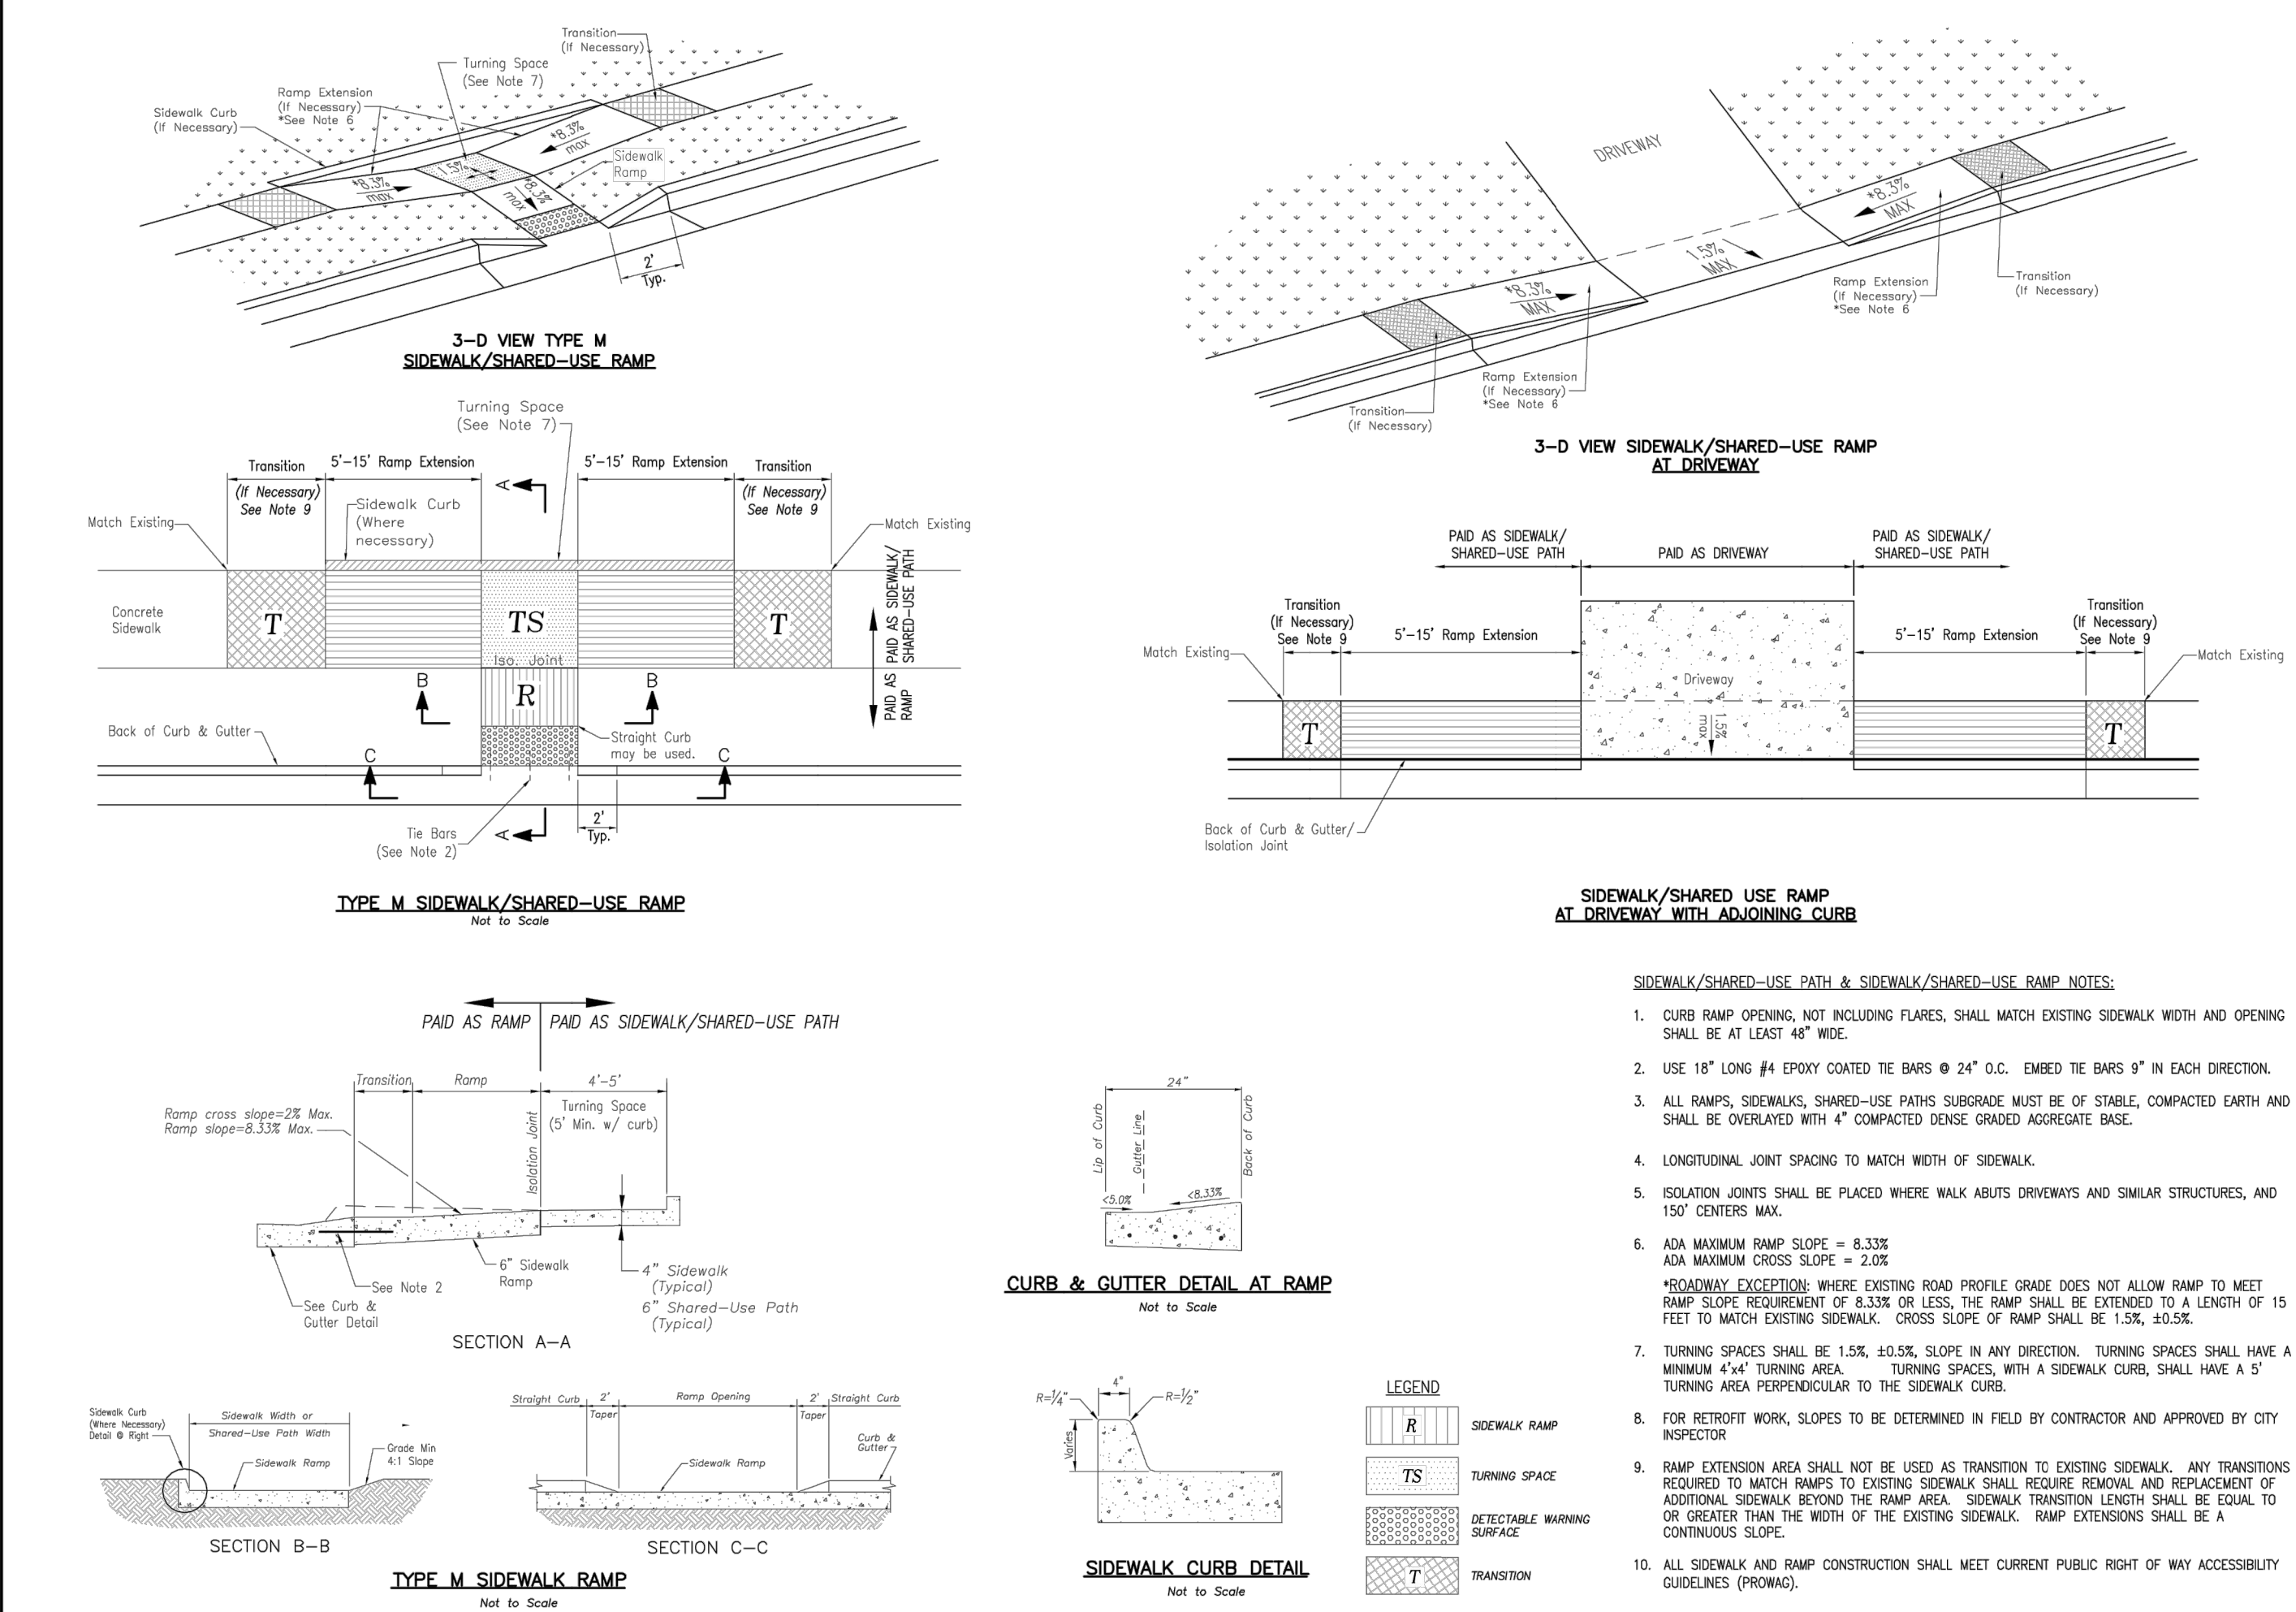 Transition
(If Necessary)
Turning Space
(See Note 7)
Ramp Extension
(If Necessary)
*See Note 6
Sidewalk Curb
(If Necessary)
*8.3%
max
1.5%
*8.3%
max
*8.3%
max
Sidewalk
Ramp
2'
Typ.
3-D VIEW TYPE M
SIDEWALK/SHARED-USE RAMP
DRIVEWAY
*8.3%
MAX
1.5%
MAX
*8.3%
MAX
Transition
(If Necessary)
Ramp Extension
(If Necessary)
*See Note 6
Ramp Extension
(If Necessary)
*See Note 6
Transition
(If Necessary)
3-D VIEW SIDEWALK/SHARED-USE RAMP
AT DRIVEWAY
Turning Space
(See Note 7)
Transition
(If Necessary)
See Note 9
5'-15' Ramp Extension
A
5'-15' Ramp Extension
Transition
(If Necessary)
See Note 9
Sidewalk Curb
(Where
necessary)
Match Existing
Match Existing
Concrete
Sidewalk
T
TS
T
Iso. Joint
PAID AS SIDEWALK/
SHARED-USE PATH
PAID AS
RAMP
B
R
B
Back of Curb & Gutter
Straight Curb
may be used.
C
C
2'
Typ.
A
Tie Bars
(See Note 2)
TYPE M SIDEWALK/SHARED-USE RAMP
Not to Scale
PAID AS SIDEWALK/
SHARED-USE PATH
PAID AS DRIVEWAY
PAID AS SIDEWALK/
SHARED-USE PATH
Transition
(If Necessary)
See Note 9
5'-15' Ramp Extension
5'-15' Ramp Extension
Transition
(If Necessary)
See Note 9
Match Existing
Match Existing
Driveway
T
1.5%
max
T
Back of Curb & Gutter/
Isolation Joint
SIDEWALK/SHARED USE RAMP
AT DRIVEWAY WITH ADJOINING CURB
PAID AS RAMP
PAID AS SIDEWALK/SHARED-USE PATH
Transition
Ramp
4'-5'
Turning Space
(5' Min. w/ curb)
Isolation Joint
Ramp cross slope=2% Max.
Ramp slope=8.33% Max.
6" Sidewalk
Ramp
See Note 2
See Curb &
Gutter Detail
4" Sidewalk
(Typical)
6" Shared-Use Path
(Typical)
SECTION A-A
24"
Lip of Curb
Gutter Line
Back of Curb
<5.0%
<8.33%
CURB & GUTTER DETAIL AT RAMP
Not to Scale
Sidewalk Curb
(Where Necessary)
Detail @ Right
Sidewalk Width or
Shared-Use Path Width
Sidewalk Ramp
Grade Min
4:1 Slope
SECTION B-B
Straight Curb
2'
Taper
Ramp Opening
2'
Taper
Straight Curb
Curb &
Gutter
Sidewalk Ramp
SECTION C-C
TYPE M SIDEWALK RAMP
Not to Scale
R=1/4"
4"
R=1/2"
Varies
SIDEWALK CURB DETAIL
Not to Scale
LEGEND
R SIDEWALK RAMP
TS TURNING SPACE
DETECTABLE WARNING
SURFACE
T TRANSITION
SIDEWALK/SHARED-USE PATH & SIDEWALK/SHARED-USE RAMP NOTES:
1. CURB RAMP OPENING, NOT INCLUDING FLARES, SHALL MATCH EXISTING SIDEWALK WIDTH AND OPENING
SHALL BE AT LEAST 48" WIDE.
2. USE 18" LONG #4 EPOXY COATED TIE BARS @ 24" O.C. EMBED TIE BARS 9" IN EACH DIRECTION.
3. ALL RAMPS, SIDEWALKS, SHARED-USE PATHS SUBGRADE MUST BE OF STABLE, COMPACTED EARTH AND
SHALL BE OVERLAYED WITH 4" COMPACTED DENSE GRADED AGGREGATE BASE.
4. LONGITUDINAL JOINT SPACING TO MATCH WIDTH OF SIDEWALK.
5. ISOLATION JOINTS SHALL BE PLACED WHERE WALK ABUTS DRIVEWAYS AND SIMILAR STRUCTURES, AND
150' CENTERS MAX.
6. ADA MAXIMUM RAMP SLOPE = 8.33%
ADA MAXIMUM CROSS SLOPE = 2.0%
*ROADWAY EXCEPTION: WHERE EXISTING ROAD PROFILE GRADE DOES NOT ALLOW RAMP TO MEET
RAMP SLOPE REQUIREMENT OF 8.33% OR LESS, THE RAMP SHALL BE EXTENDED TO A LENGTH OF 15
FEET TO MATCH EXISTING SIDEWALK. CROSS SLOPE OF RAMP SHALL BE 1.5%, ±0.5%.
7. TURNING SPACES SHALL BE 1.5%, ±0.5%, SLOPE IN ANY DIRECTION. TURNING SPACES SHALL HAVE A
MINIMUM 4'x4' TURNING AREA. TURNING SPACES, WITH A SIDEWALK CURB, SHALL HAVE A 5'
TURNING AREA PERPENDICULAR TO THE SIDEWALK CURB.
8. FOR RETROFIT WORK, SLOPES TO BE DETERMINED IN FIELD BY CONTRACTOR AND APPROVED BY CITY
INSPECTOR
9. RAMP EXTENSION AREA SHALL NOT BE USED AS TRANSITION TO EXISTING SIDEWALK. ANY TRANSITIONS
REQUIRED TO MATCH RAMPS TO EXISTING SIDEWALK SHALL REQUIRE REMOVAL AND REPLACEMENT OF
ADDITIONAL SIDEWALK BEYOND THE RAMP AREA. SIDEWALK TRANSITION LENGTH SHALL BE EQUAL TO
OR GREATER THAN THE WIDTH OF THE EXISTING SIDEWALK. RAMP EXTENSIONS SHALL BE A
CONTINUOUS SLOPE.
10. ALL SIDEWALK AND RAMP CONSTRUCTION SHALL MEET CURRENT PUBLIC RIGHT OF WAY ACCESSIBILITY
GUIDELINES (PROWAG).